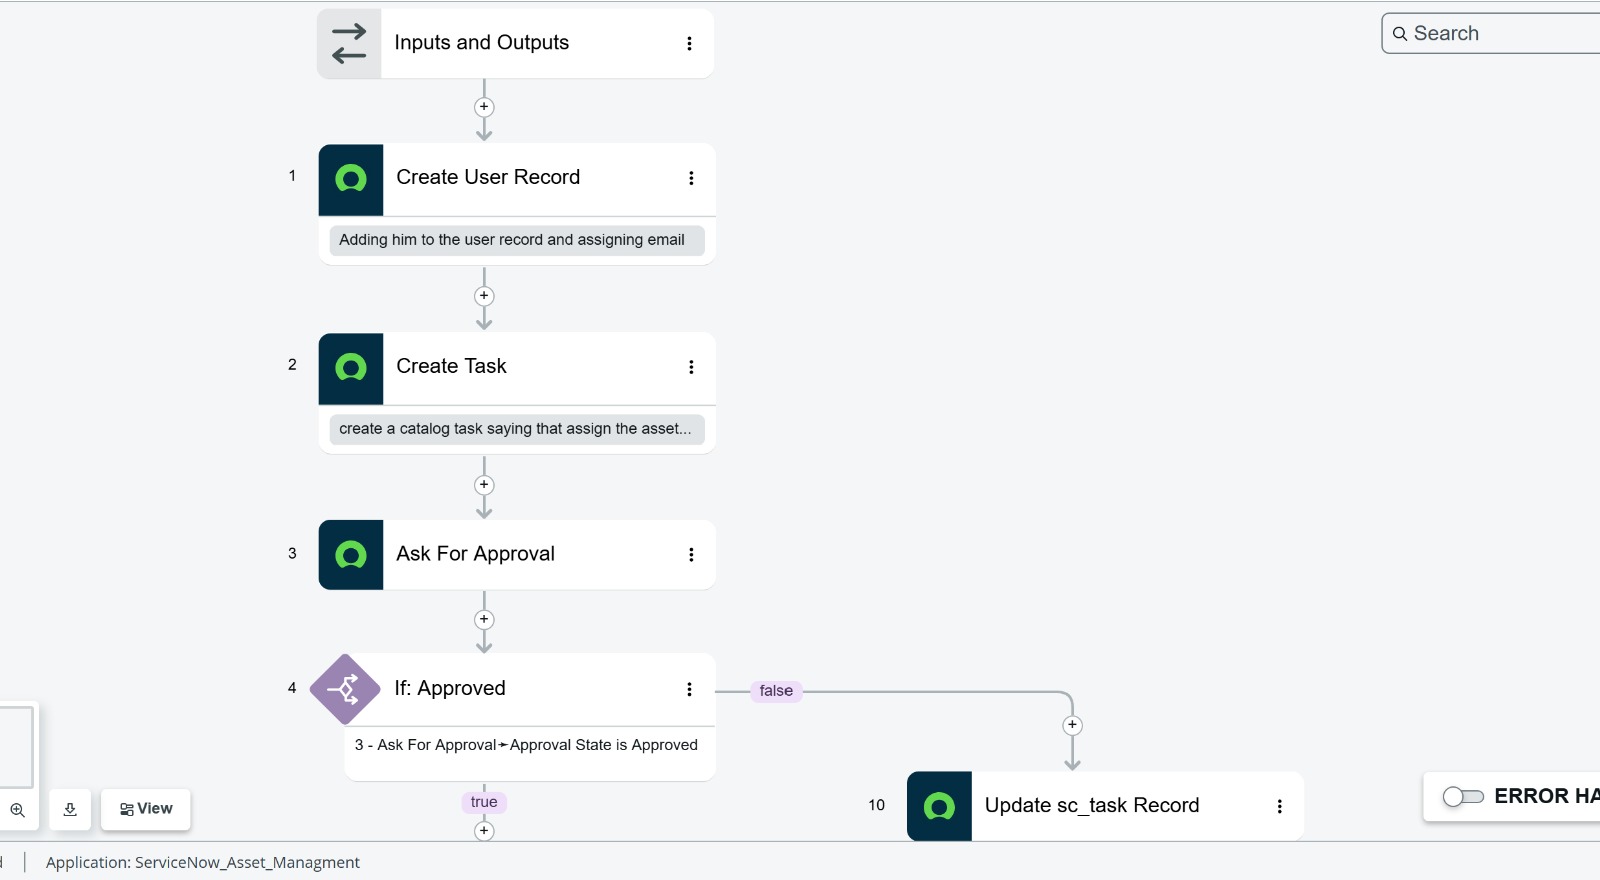 Inputs and Outputs
Search
1
Create User Record
Adding him to the user record and assigning email
2
Create Task
create a catalog task saying that assign the asset...
3
Ask For Approval
4
If: Approved
false
3 - Ask For Approval➛Approval State is Approved
true
10
Update sc_task Record
View
ERROR HA
d
Application: ServiceNow_Asset_Managment